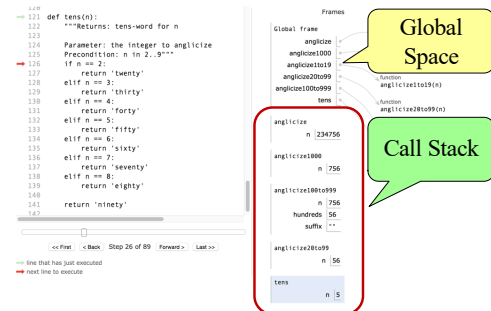 120
121 def tens(n):
122 """Returns: tens-word for n
123
124 Parameter: the integer to anglicize
125 Precondition: n in 2..9"""
126 if n == 2:
127 return 'twenty'
128 elif n == 3:
129 return 'thirty'
130 elif n == 4:
131 return 'forty'
132 elif n == 5:
133 return 'fifty'
134 elif n == 6:
135 return 'sixty'
136 elif n == 7:
137 return 'seventy'
138 elif n == 8:
139 return 'eighty'
140
141 return 'ninety'
142
<< First < Back Step 26 of 89 Forward > Last >>
line that has just executed
next line to execute
Frames
Global frame
anglicize
anglicize1000
anglicize1to19
anglicize20to99
anglicize100to999
tens
function
anglicize1to19(n)
function
anglicize20to99(n)
Global
Space
anglicize
n 234756
anglicize1000
n 756
anglicize100to999
n 756
hundreds 56
suffix ""
anglicize20to99
n 56
tens
n 5
Call Stack